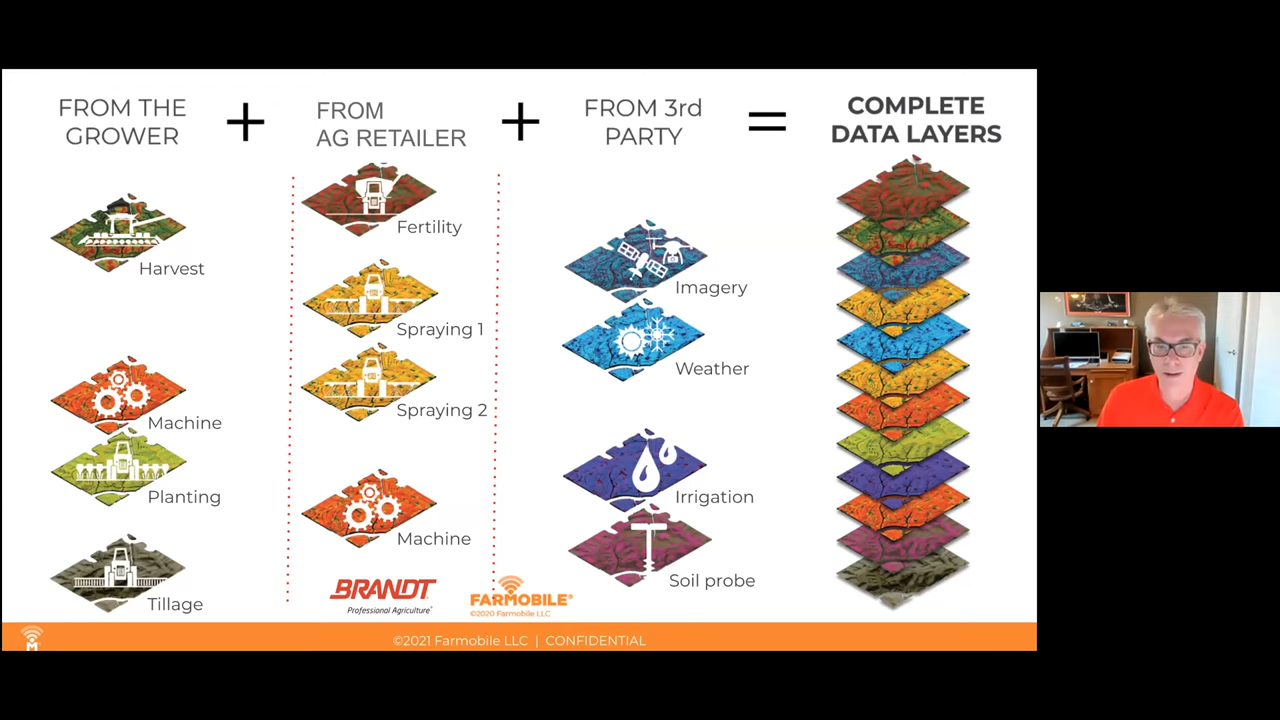 FROM THE
GROWER
+
FROM
AG RETAILER
+
FROM 3rd
PARTY
=
COMPLETE
DATA LAYERS
Harvest
Machine
Planting
Tillage
Fertility
Spraying 1
Spraying 2
Machine
BRANDT
Professional Agriculture®
Imagery
Weather
Irrigation
Soil probe
FARMOBILE®
©2020 Farmobile LLC
M
©2021 Farmobile LLC | CONFIDENTIAL